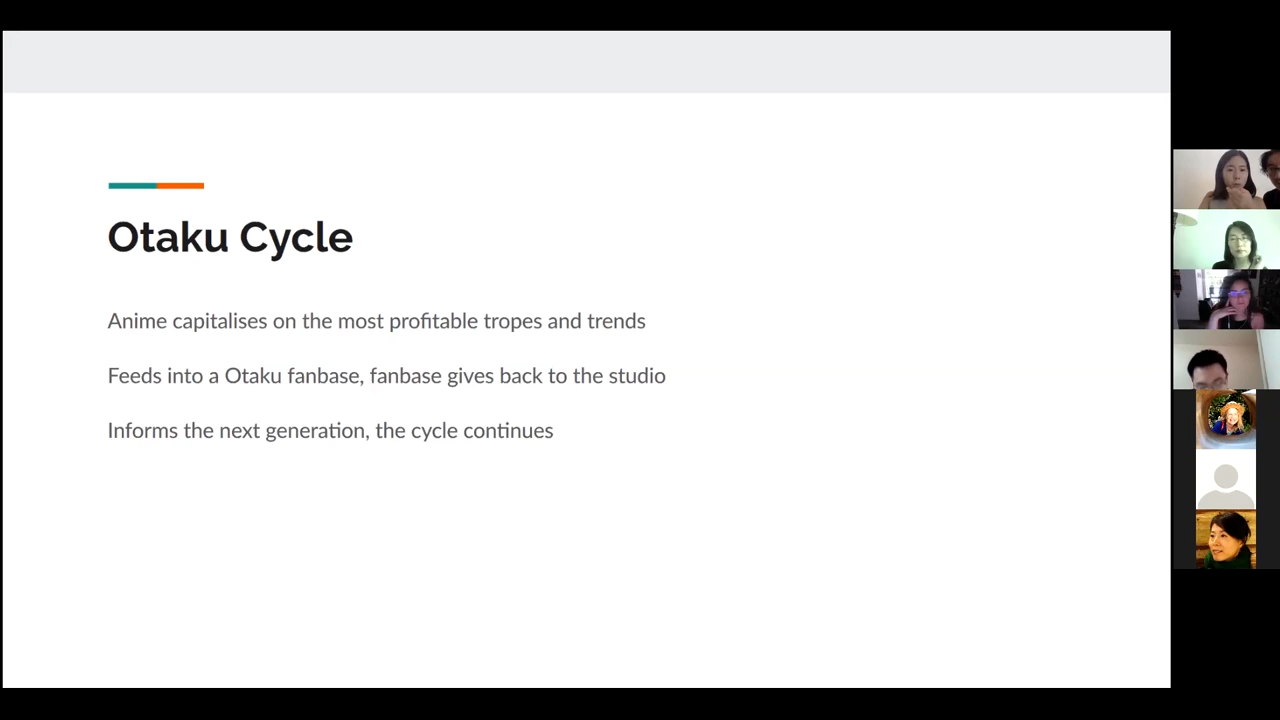 Otaku Cycle
Anime capitalises on the most profitable tropes and trends
Feeds into a Otaku fanbase, fanbase gives back to the studio
Informs the next generation, the cycle continues